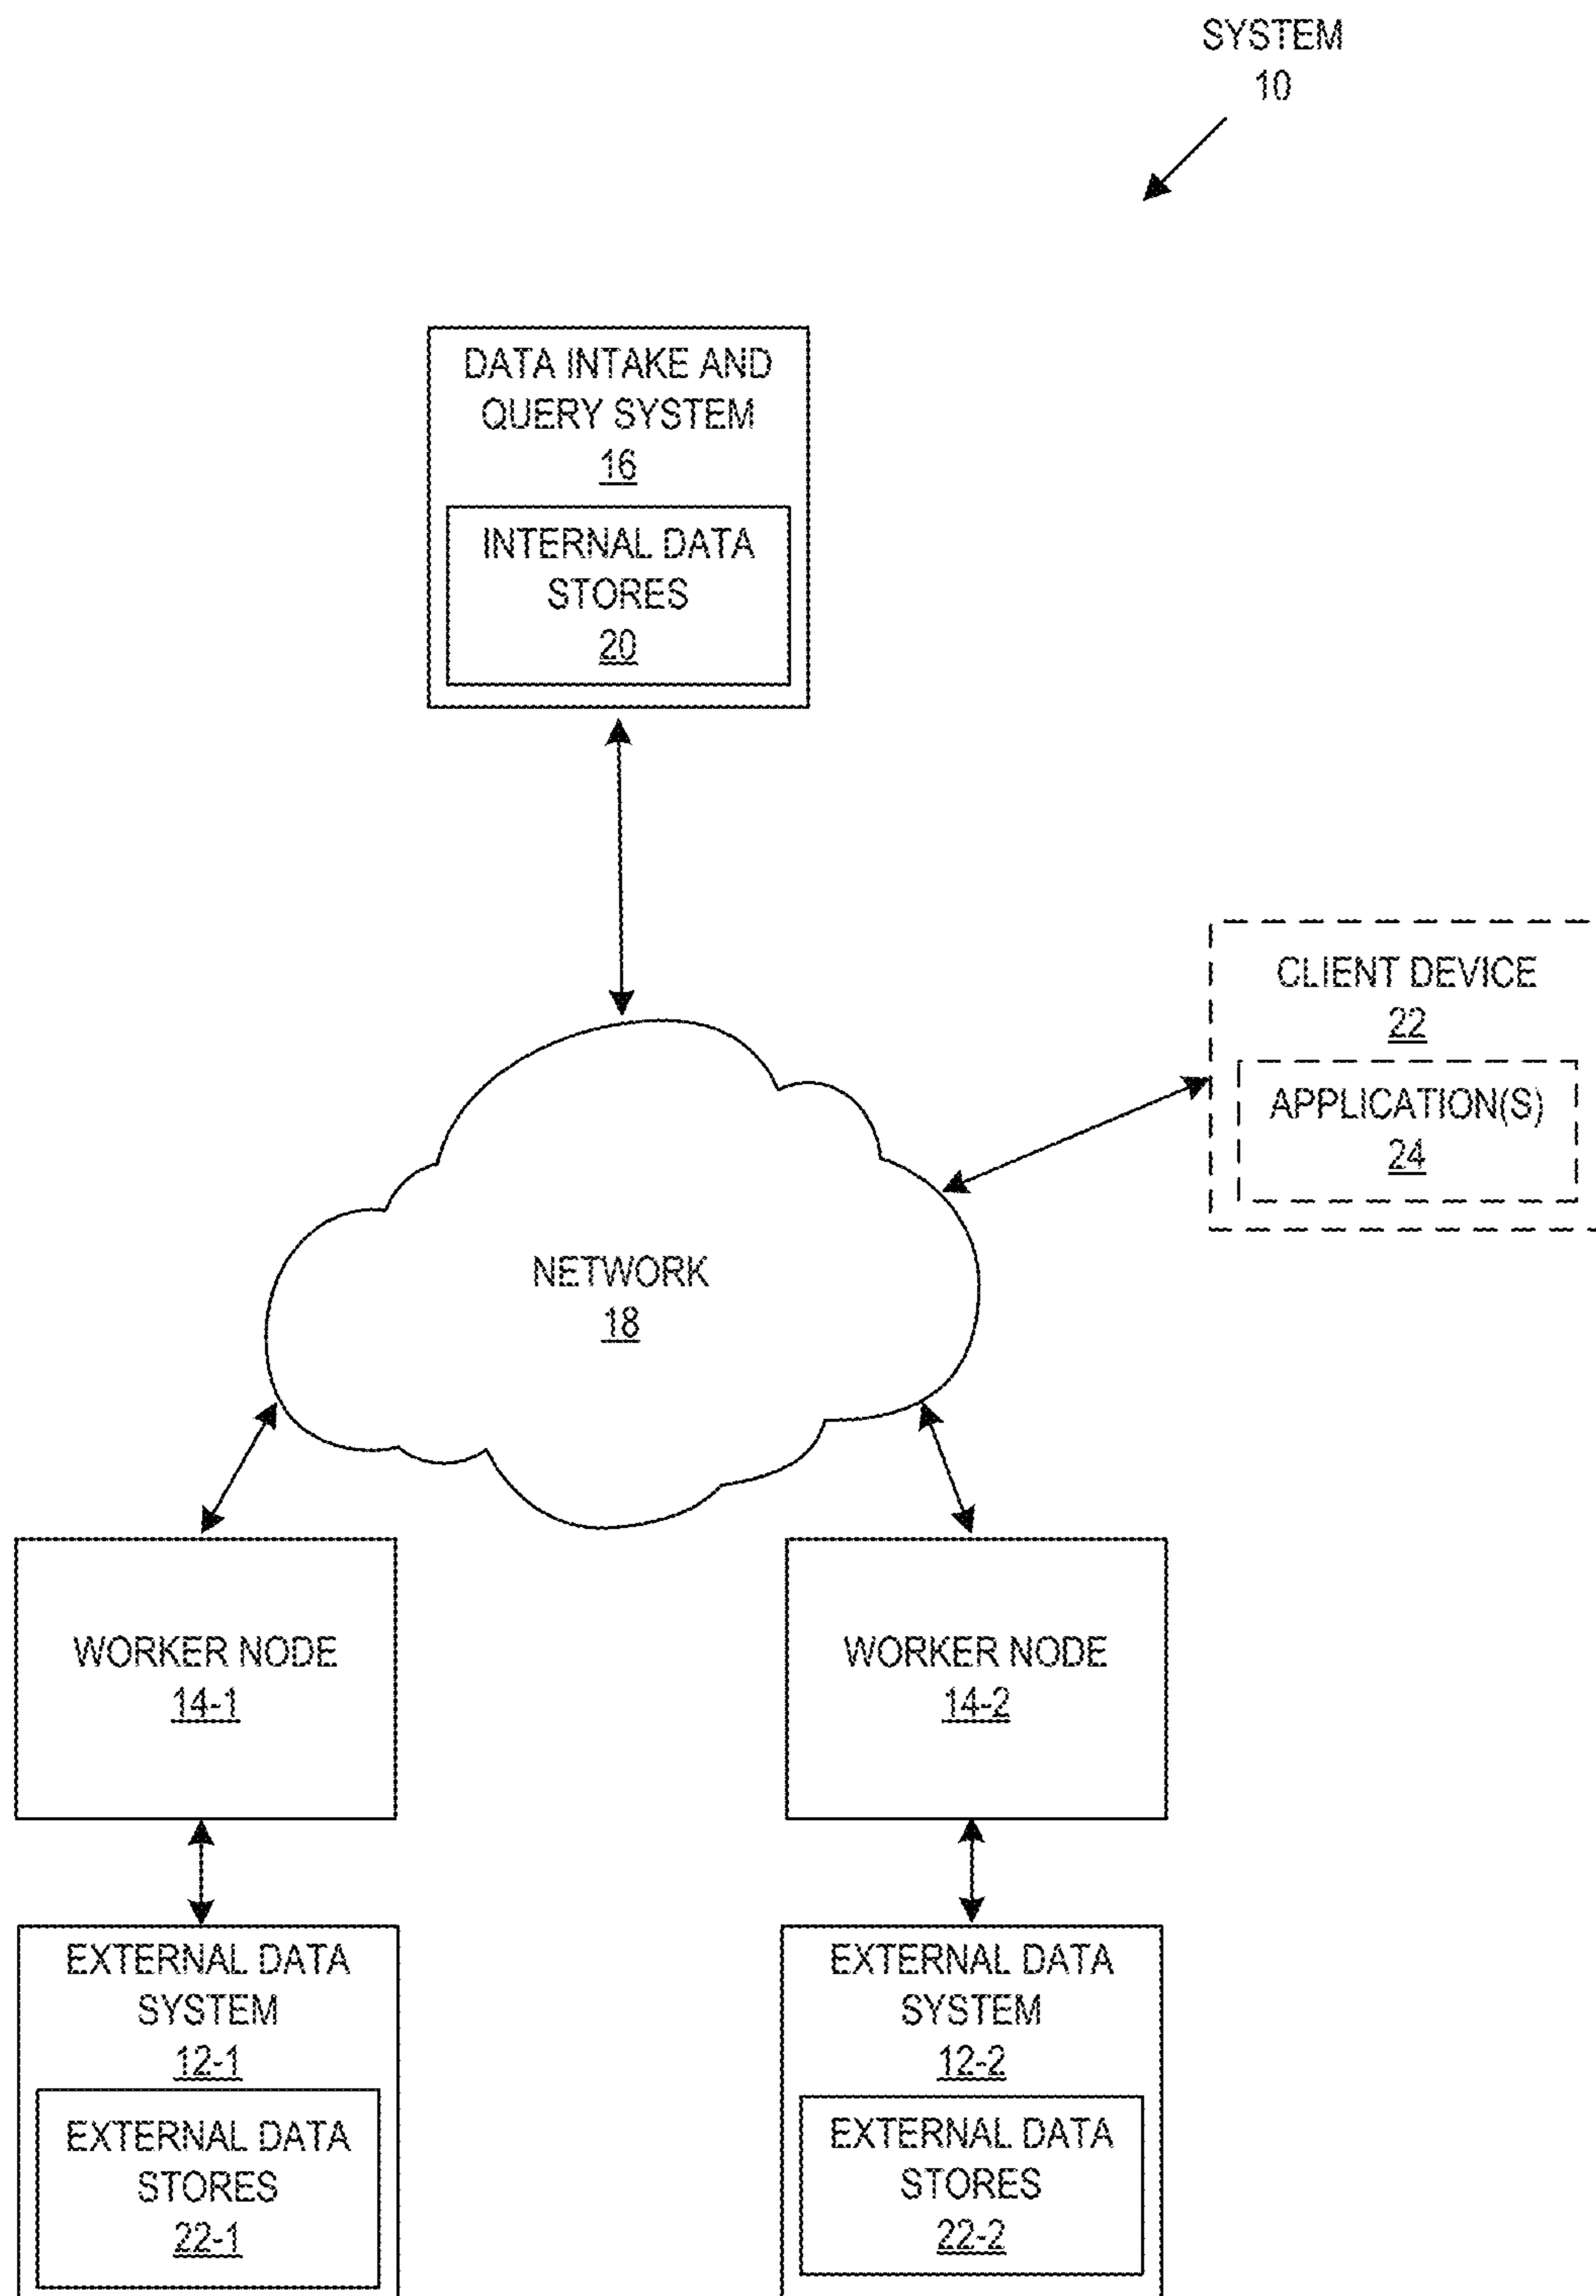 SYSTEM
10
DATA INTAKE AND
QUERY SYSTEM
16
INTERNAL DATA
STORES
20
CLIENT DEVICE
22
APPLICATION(S)
24
NETWORK
18
WORKER NODE
14-1
WORKER NODE
14-2
EXTERNAL DATA
SYSTEM
12-1
EXTERNAL DATA
STORES
22-1
EXTERNAL DATA
SYSTEM
12-2
EXTERNAL DATA
STORES
22-2